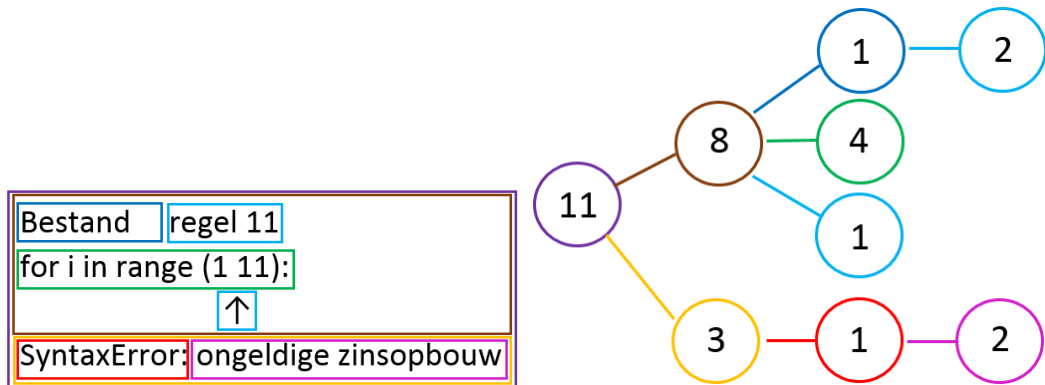 Bestand regel 11
for i in range (1 11):
↑
SyntaxError: ongeldige zinsopbouw
1 2
8 4
11
1
3 1 2